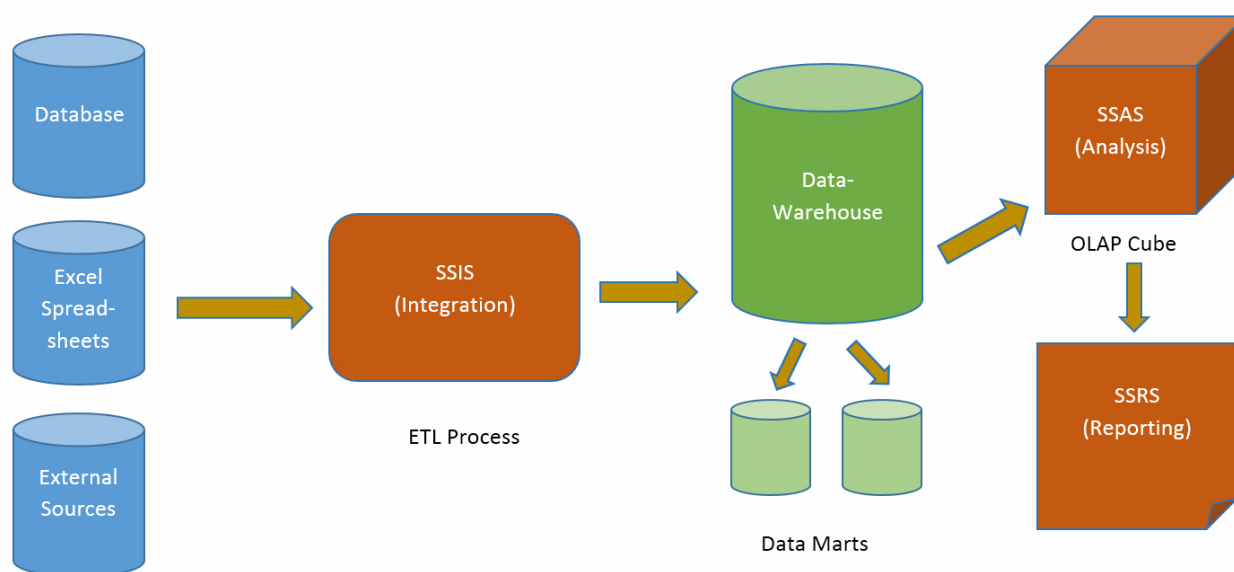 Database
Excel
Spread-
sheets
External
Sources
SSIS
(Integration)
ETL Process
Data-
Warehouse
Data Marts
SSAS
(Analysis)
OLAP Cube
SSRS
(Reporting)